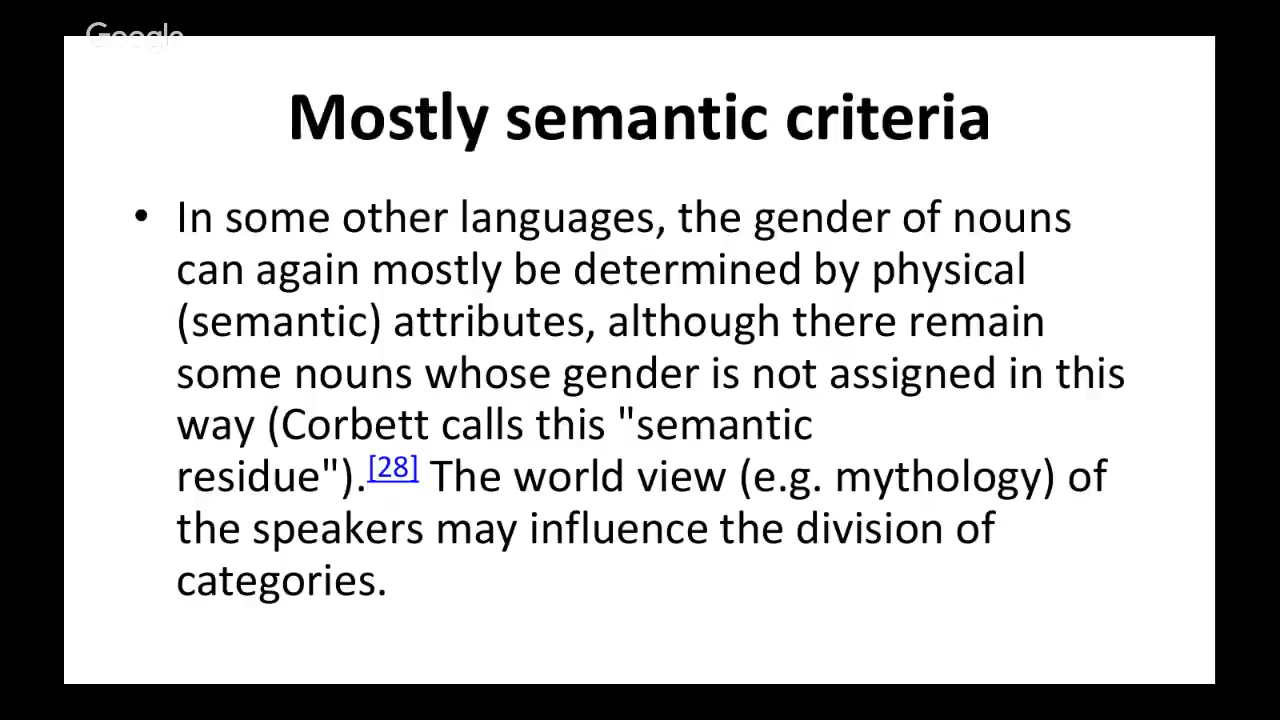 Google
Mostly semantic criteria
• In some other languages, the gender of nouns
can again mostly be determined by physical
(semantic) attributes, although there remain
some nouns whose gender is not assigned in this
way (Corbett calls this "semantic
residue").[28] The world view (e.g. mythology) of
the speakers may influence the division of
categories.